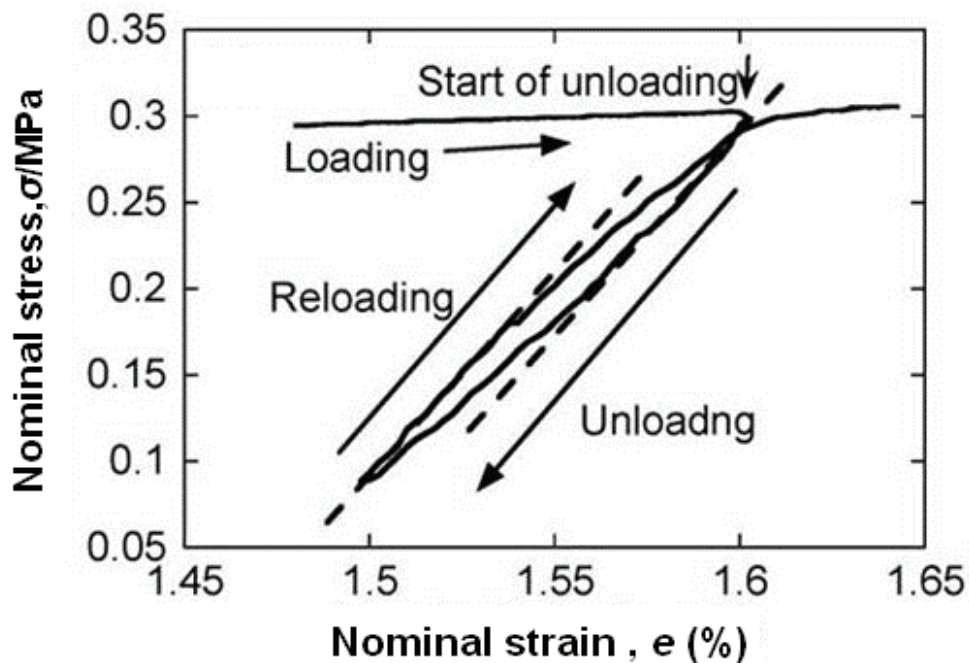 0.35
0.3
0.25
0.2
0.15
0.1
0.05
1.45
1.5
1.55
1.6
1.65
Nominal stress,σ/MPa
Nominal strain , e (%)
Start of unloading
Loading
Reloading
Unloadng